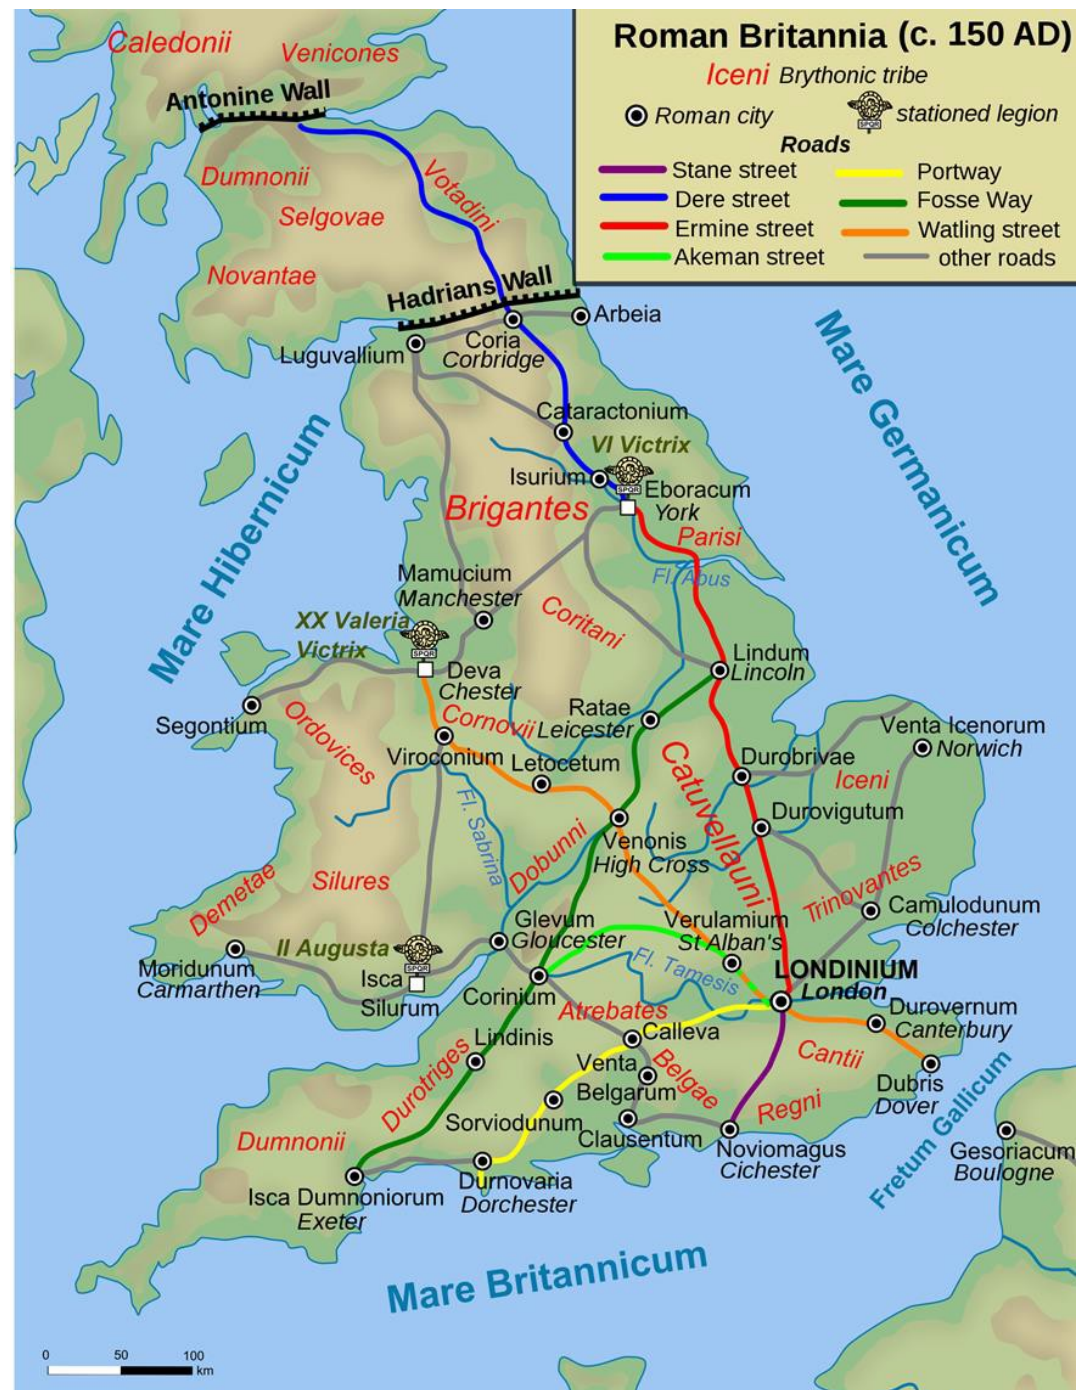 Roman Britannia (c. 150 AD)
Iceni Brythonic tribe
Roman city
SPQR
stationed legion
Roads
Stane street
Portway
Dere street
Fosse Way
Ermine street
Watling street
Akeman street
other roads
Caledonii
Venicones
Antonine Wall
Dumnonii
Votadini
Selgovae
Novantae
Hadrians Wall
Arbeia
Luguvallium
Coria
Corbridge
Mare Germanicum
Mare Hibernicum
Cataractonium
VI Victrix
SPQR
Isurium
Eboracum
York
Brigantes
Parisi
Fl. Abus
Mamucium
Manchester
Coritani
XX Valeria
Victrix
SPQR
Deva
Chester
Lindum
Lincoln
Segontium
Ordovices
Cornovii
Ratae
Leicester
Venta Icenorum
Norwich
Viroconium
Letocetum
Catuvellauni
Durobrivae
Iceni
Fl. Sabrina
Durovigutum
Dobunni
Venonis
High Cross
Demetae
Silures
Trinovantes
Camulodunum
Colchester
Glevum
Gloucester
Verulamium
St Alban's
II Augusta
SPQR
Moridunum
Carmarthen
Isca
Silurum
Corinium
Fl. Tamesis
LONDINIUM
London
Atrebates
Durovernum
Canterbury
Lindinis
Calleva
Cantii
Durotriges
Venta
Belgarum
Belgae
Dubris
Dover
Sorviodunum
Regni
Clausentum
Dumnonii
Noviomagus
Cichester
Fretum Gallicum
Gesoriacum
Boulogne
Durnovaria
Dorchester
Isca Dumnoniorum
Exeter
Mare Britannicum
0 50 100
km